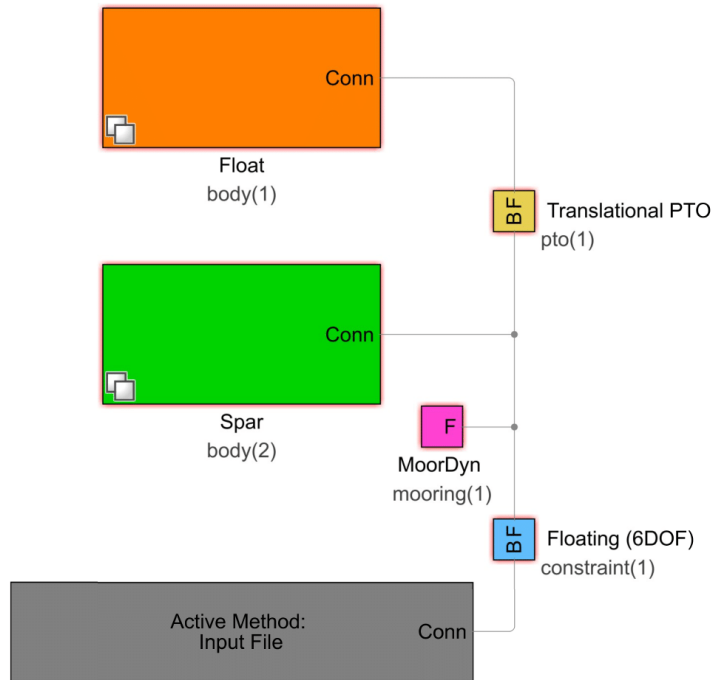 Conn
Float
body(1)
BF
Translational PTO
pto(1)
Conn
Spar
body(2)
F
MoorDyn
mooring(1)
BF
Floating (6DOF)
constraint(1)
Active Method:
Input File
Conn